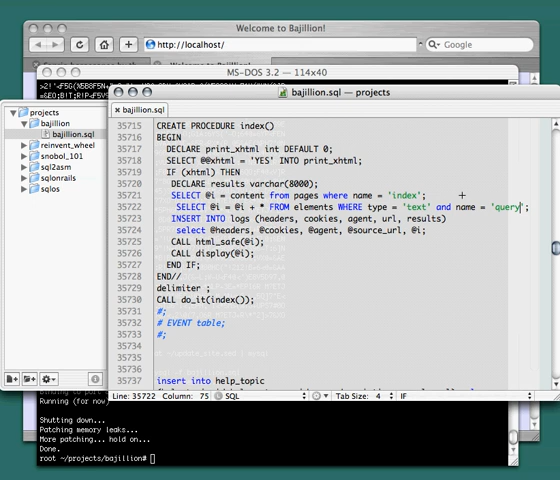 Welcome to Bajillion!
http://localhost/
Google
MS-DOS 3.2 — 114x40
bajillion.sql — projects
projects
bajillion
bajillion.sql
reinvent_wheel
snobol_101
sql2asm
sqlonrails
sqlos
bajillion.sql
35715 CREATE PROCEDURE index()
35716 BEGIN
35717 DECLARE print_xhtml int DEFAULT 0;
35718 SELECT @@xhtml = 'YES' INTO print_xhtml;
35719 IF (xhtml) THEN
35720 DECLARE results varchar(8000);
35721 SELECT @i = content from pages where name = 'index';
35722 SELECT @i = @i + * FROM elements WHERE type = 'text' and name = 'query';
35723 INSERT INTO logs (headers, cookies, agent, url, results)
35724 select @headers, @cookies, @agent, @source_url, @i;
35725 CALL html_safe(@i);
35726 CALL display(@i);
35727 END IF;
35728 END//
35729 delimiter ;
35730 CALL do_it(index());
35731 #;
35732 # EVENT table;
35733 #;
35734
35735
35736
35737 insert into help_topic
Line: 35722 Column: 75 SQL Tab Size: 4 IF
Running (for now)
Shutting down...
Patching memory leaks...
More patching... hold on...
Done.
root ~/projects/bajillion#